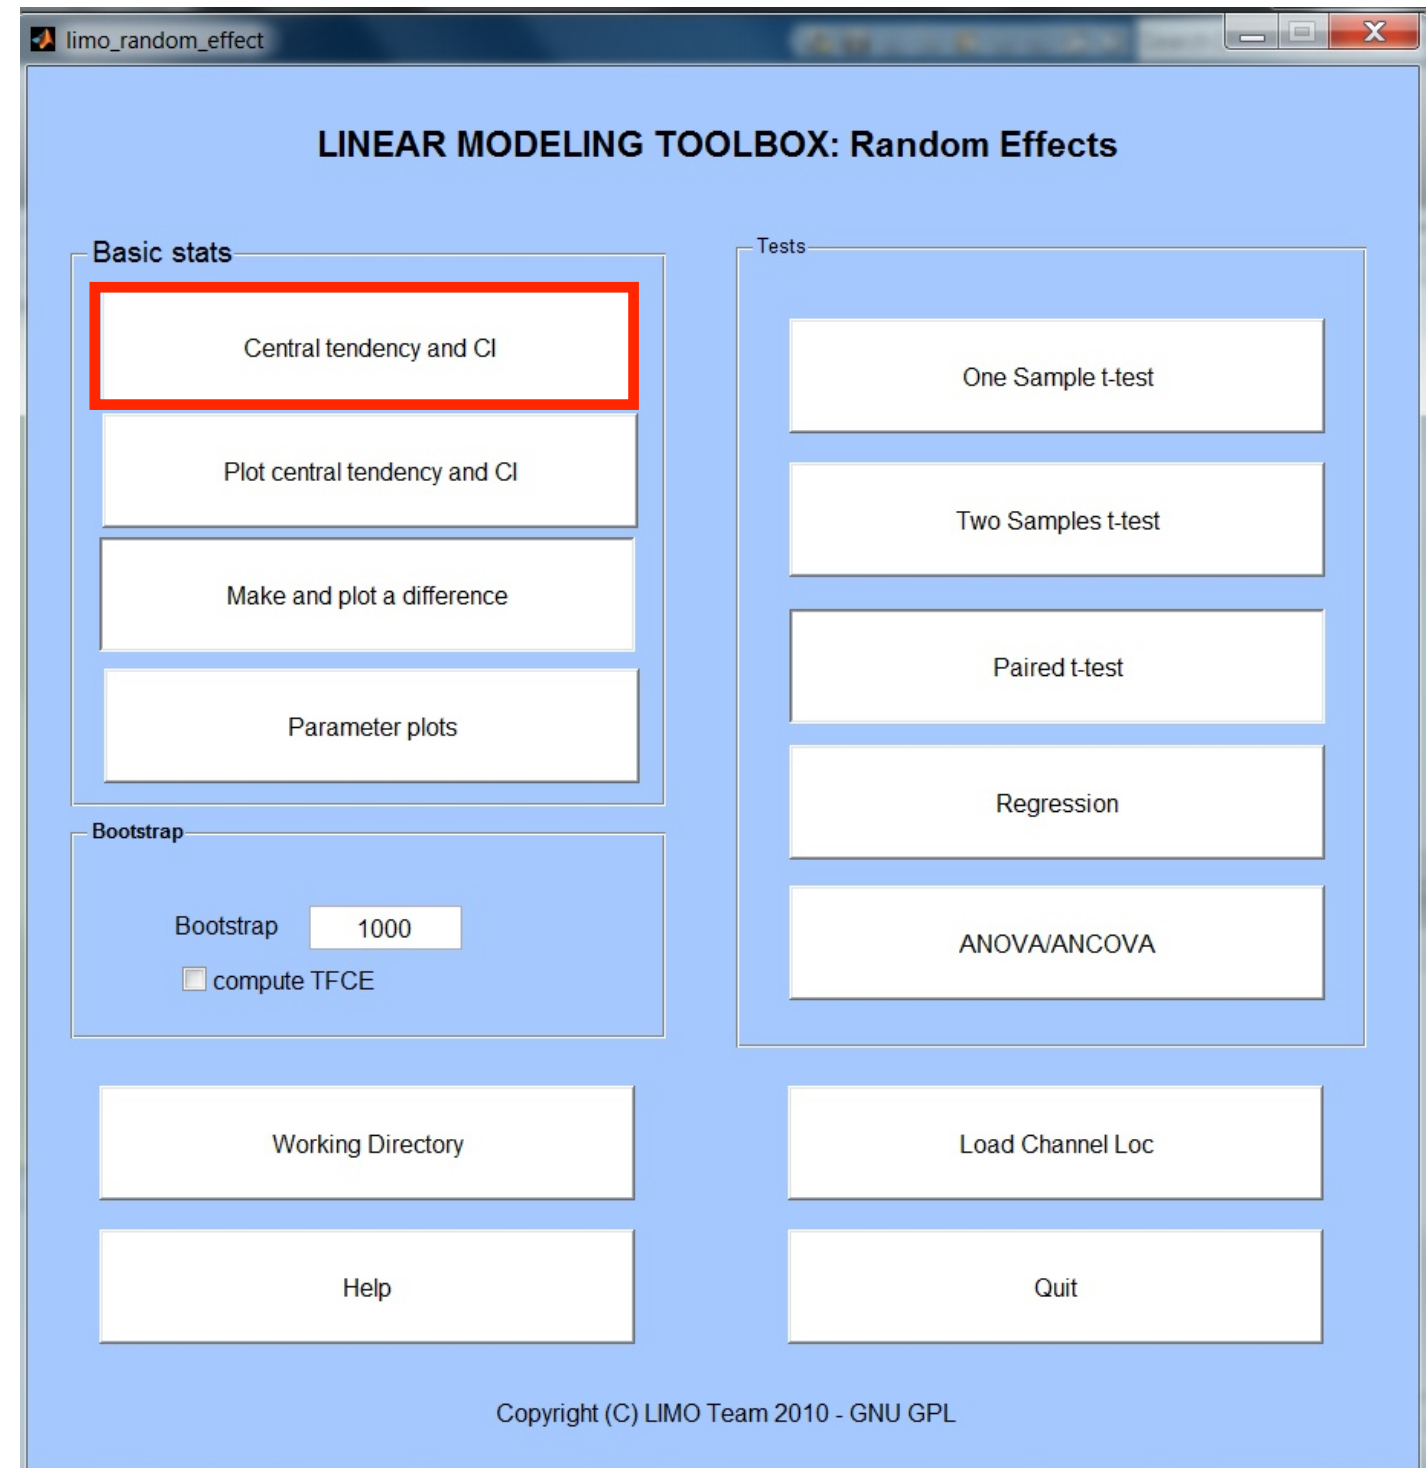 limo_random_effect
LINEAR MODELING TOOLBOX: Random Effects
Basic stats
Central tendency and CI
Plot central tendency and CI
Make and plot a difference
Parameter plots
Bootstrap
Bootstrap 1000
compute TFCE
Tests
One Sample t-test
Two Samples t-test
Paired t-test
Regression
ANOVA/ANCOVA
Working Directory
Load Channel Loc
Help
Quit
Copyright (C) LIMO Team 2010 - GNU GPL